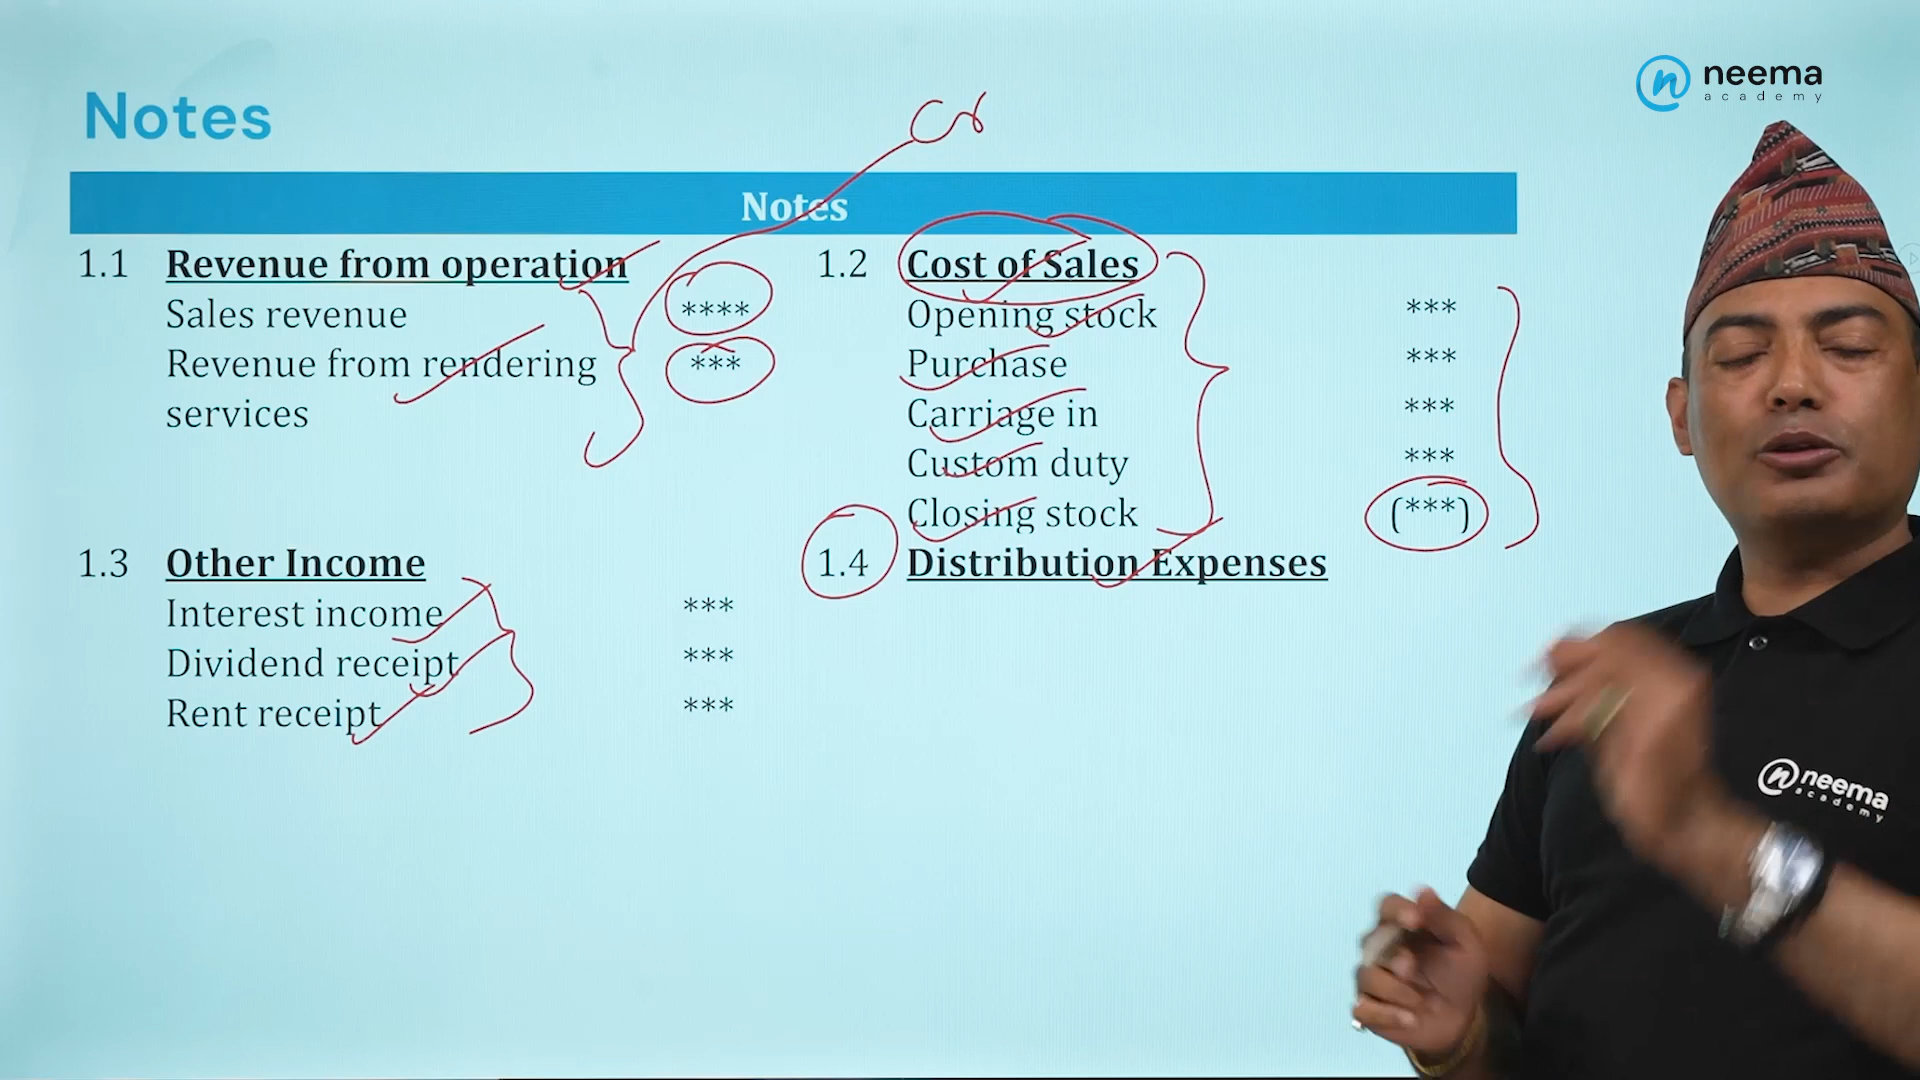 neema
academy
Notes
Cr
Notes
1.1 Revenue from operation
Sales revenue ****
Revenue from rendering ***
services
1.2 Cost of Sales
Opening stock ***
Purchase ***
Carriage in ***
Custom duty ***
Closing stock (***)
1.3 Other Income
Interest income ***
Dividend receipt ***
Rent receipt ***
1.4 Distribution Expenses
neema
academy